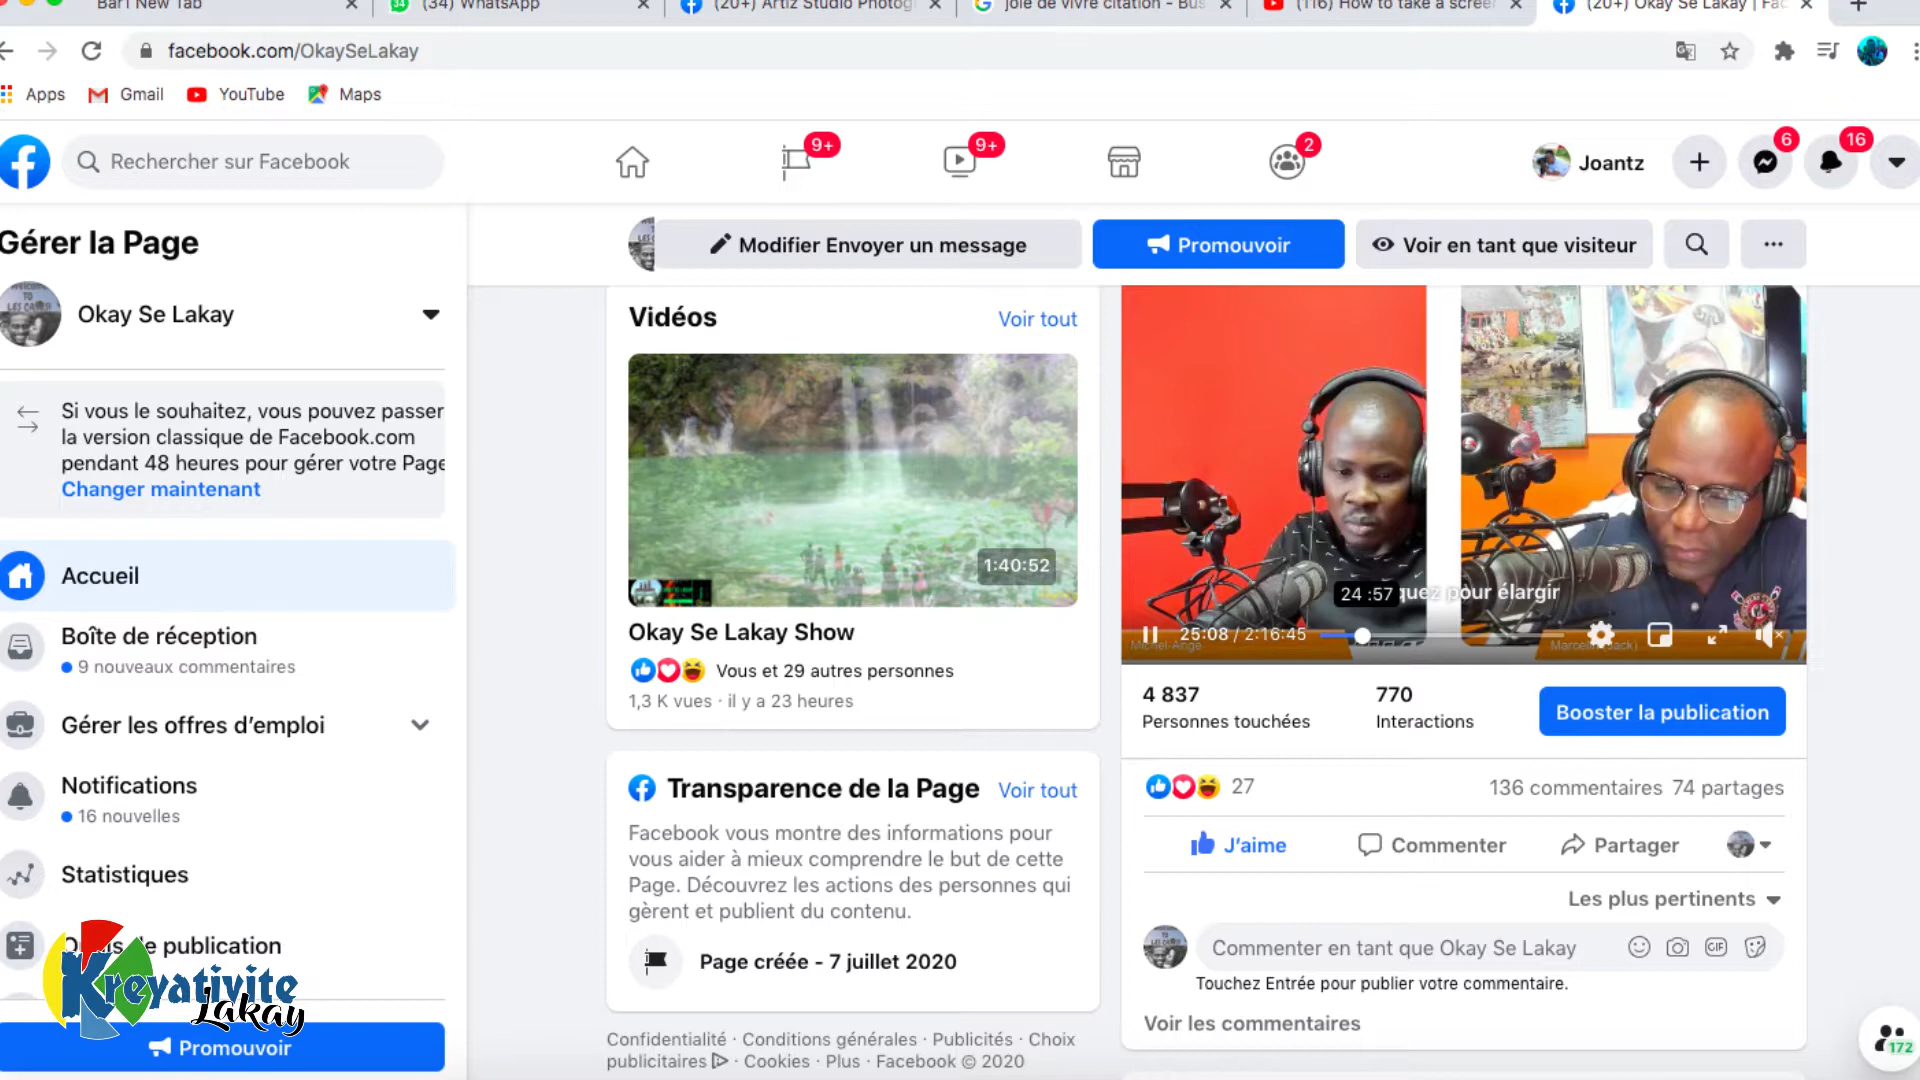 Bar1 New Tab
(34) WhatsApp
(20+) Artiz Studio Photog
joie de vivre citation - Bus
(116) How to take a screen
(20+) Okay Se Lakay | Fac
facebook.com/OkaySeLakay
Apps
Gmail
YouTube
Maps
Rechercher sur Facebook
9+
9+
2
Joantz
6
16
Gérer la Page
Okay Se Lakay
Si vous le souhaitez, vous pouvez passer
la version classique de Facebook.com
pendant 48 heures pour gérer votre Page
Changer maintenant
Accueil
Boîte de réception
9 nouveaux commentaires
Gérer les offres d’emploi
Notifications
16 nouvelles
Statistiques
de publication
Kreyativite
Lakay
Promouvoir
Modifier Envoyer un message
Promouvoir
Voir en tant que visiteur
Vidéos
Voir tout
1:40:52
Okay Se Lakay Show
Vous et 29 autres personnes
1,3 K vues · il y a 23 heures
Transparence de la Page
Voir tout
Facebook vous montre des informations pour
vous aider à mieux comprendre le but de cette
Page. Découvrez les actions des personnes qui
gèrent et publient du contenu.
Page créée - 7 juillet 2020
Confidentialité · Conditions générales · Publicités · Choix
publicitaires · Cookies · Plus · Facebook © 2020
24 :57
quez pour élargir
25:08 / 2:16:45
Michel-Ange
4 837
Personnes touchées
770
Interactions
Booster la publication
27
136 commentaires 74 partages
J’aime
Commenter
Partager
Les plus pertinents
Commenter en tant que Okay Se Lakay
GIF
Touchez Entrée pour publier votre commentaire.
Voir les commentaires
172